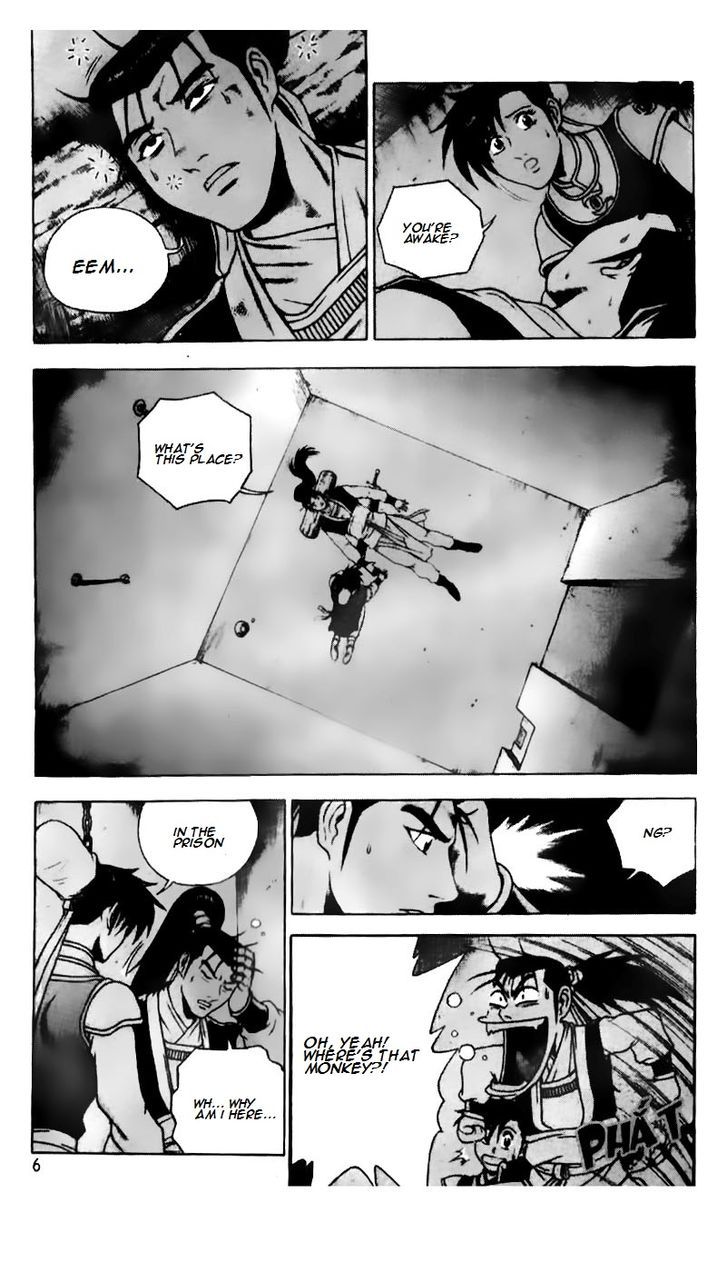 EEM...
YOU'RE
AWAKE?
WHAT'S
THIS PLACE?
IN THE
PRISON
WH... WHY
AM I HERE...
NG?
OH, YEAH!
WHERE'S THAT
MONKEY?!
PHẤT
6